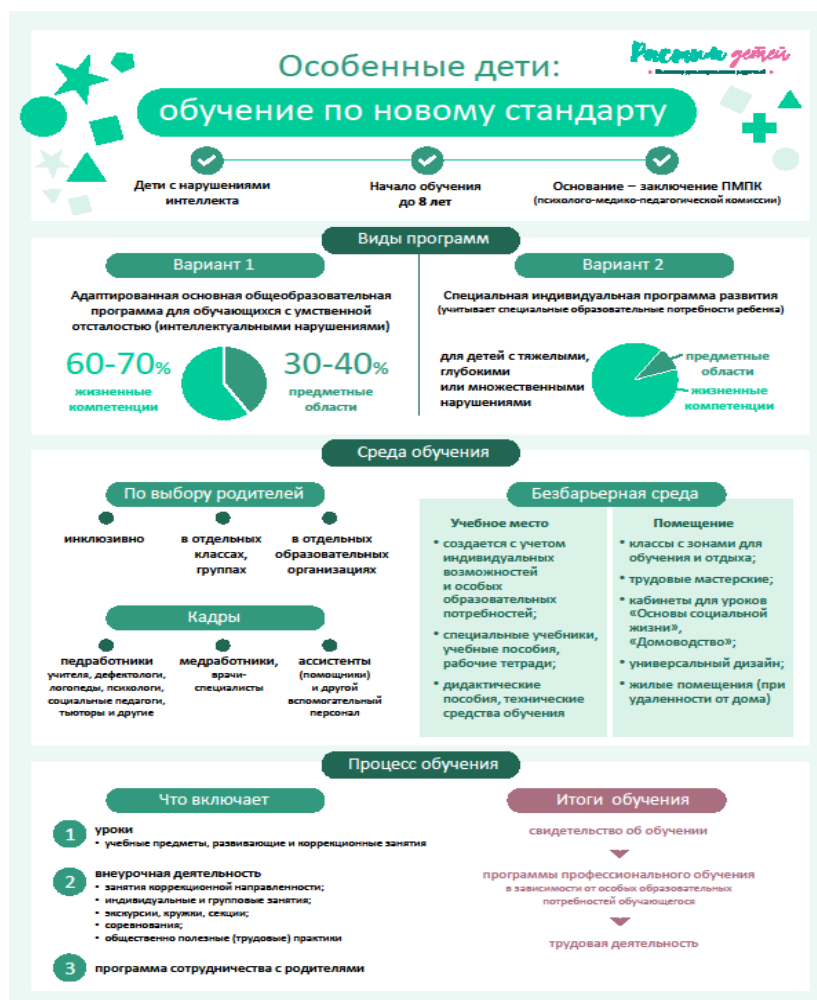 Растим детей
Особенные дети:
обучение по новому стандарту
Дети с нарушениями
интеллекта
Начало обучения
до 8 лет
Основание – заключение ПМПК
(психолого-медико-педагогической комиссии)
Виды программ
Вариант 1
Адаптированная основная общеобразовательная
программа для обучающихся с умственной
отсталостью (интеллектуальными нарушениями)
60-70%
жизненные
компетенции
30-40%
предметные
области
Вариант 2
Специальная индивидуальная программа развития
(учитывает специальные образовательные потребности ребенка)
для детей с тяжелыми,
глубокими
или множественными
нарушениями
предметные
области
жизненные
компетенции
Среда обучения
По выбору родителей
инклюзивно
в отдельных
классах,
группах
в отдельных
образовательных
организациях
Кадры
педработники
учителя, дефектологи,
логопеды, психологи,
социальные педагоги,
тьюторы и другие
медработники,
врачи-
специалисты
ассистенты
(помощники)
и другой
вспомогательный
персонал
Безбарьерная среда
Учебное место
• создается с учетом
индивидуальных
возможностей
и особых
образовательных
потребностей;
• специальные учебники,
учебные пособия,
рабочие тетради;
• дидактические
пособия, технические
средства обучения
Помещение
• классы с зонами для
обучения и отдыха;
• трудовые мастерские;
• кабинеты для уроков
«Основы социальной
жизни»,
«Домоводство»;
• универсальный дизайн;
• жилые помещения (при
удаленности от дома)
Процесс обучения
Что включает
1 уроки
• учебные предметы, развивающие и коррекционные занятия
2 внеурочная деятельность
• занятия коррекционной направленности;
• индивидуальные и групповые занятия;
• экскурсии, кружки, секции;
• соревнования;
• общественно полезные (трудовые) практики
3 программа сотрудничества с родителями
Итоги обучения
свидетельство об обучении
программы профессионального обучения
в зависимости от особых образовательных
потребностей обучающегося
трудовая деятельность